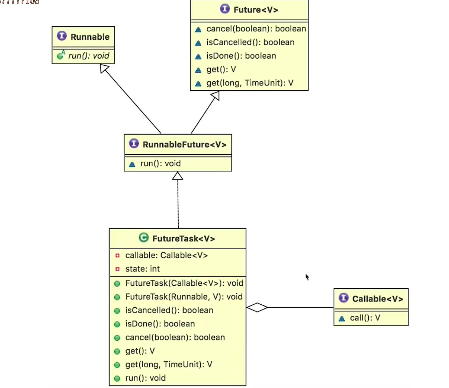 Runnable
run(): void
Future<V>
cancel(boolean): boolean
isCancelled(): boolean
isDone(): boolean
get(): V
get(long, TimeUnit): V
RunnableFuture<V>
run(): void
FutureTask<V>
callable: Callable<V>
state: int
FutureTask(Callable<V>): void
FutureTask(Runnable, V): void
isCancelled(): boolean
isDone(): boolean
cancel(boolean): boolean
get(): V
get(long, TimeUnit): V
run(): void
Callable<V>
call(): V